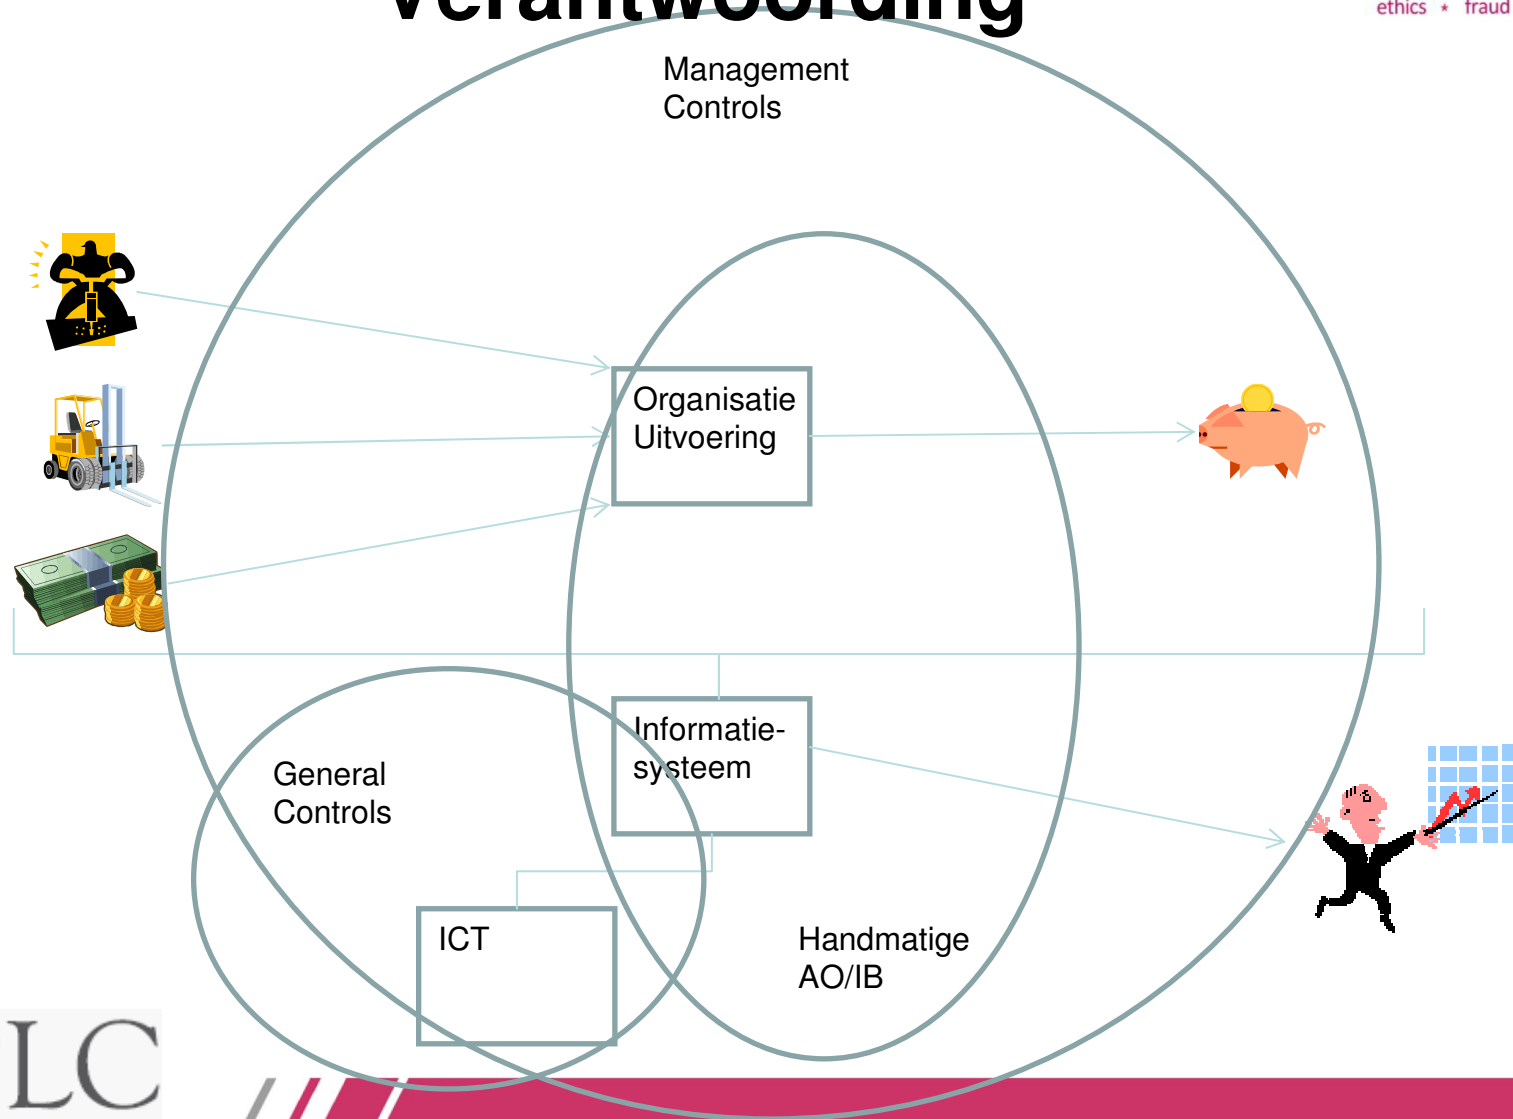 verantwoording
ethics ★ fraud
Management
Controls
Organisatie
Uitvoering
Informatie-
systeem
General
Controls
ICT
Handmatige
AO/IB
LC